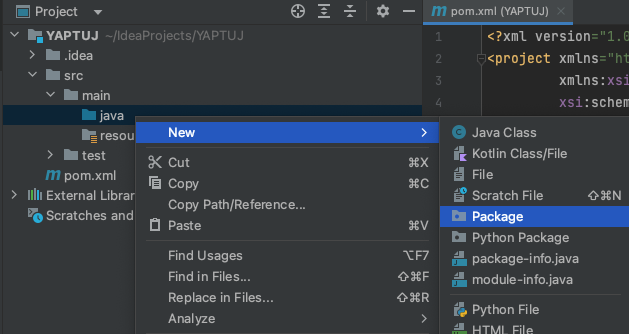 Project
YAPTUJ ~/IdeaProjects/YAPTUJ
.idea
src
main
java
resou
test
pom.xml
External Librar
Scratches and
pom.xml (YAPTUJ)
1 <?xml version="1.0
2 <project xmlns="ht
3 xmlns:xsi
4 xsi:schem
New
Cut ⌘X
Copy ⌘C
Copy Path/Reference...
Paste ⌘V
Find Usages ⌥F7
Find in Files... ⇧⌘F
Replace in Files... ⇧⌘R
Analyze
Java Class
Kotlin Class/File
File
Scratch File ⇧⌘N
Package
Python Package
package-info.java
module-info.java
Python File
HTML File